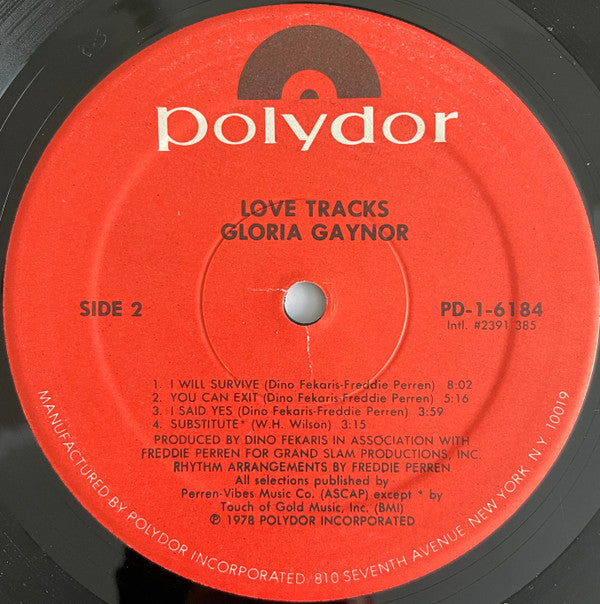 polydor
LOVE TRACKS
GLORIA GAYNOR
SIDE 2
PD-1-6184
Intl. #2391 385
1. I WILL SURVIVE (Dino Fekaris-Freddie Perren) 8:02
2. YOU CAN EXIT (Dino Fekaris-Freddie Perren) 5:16
3. I SAID YES (Dino Fekaris-Freddie Perren) 3:59
4. SUBSTITUTE* (W.H. Wilson) 3:15
PRODUCED BY DINO FEKARIS IN ASSOCIATION WITH
FREDDIE PERREN FOR GRAND SLAM PRODUCTIONS, INC.
RHYTHM ARRANGEMENTS BY FREDDIE PERREN
All selections published by
Perren-Vibes Music Co. (ASCAP) except * by
Touch of Gold Music, Inc. (BMI)
℗ 1978 POLYDOR INCORPORATED
MANUFACTURED BY POLYDOR INCORPORATED/810 SEVENTH AVENUE NEW YORK, N.Y. 10019